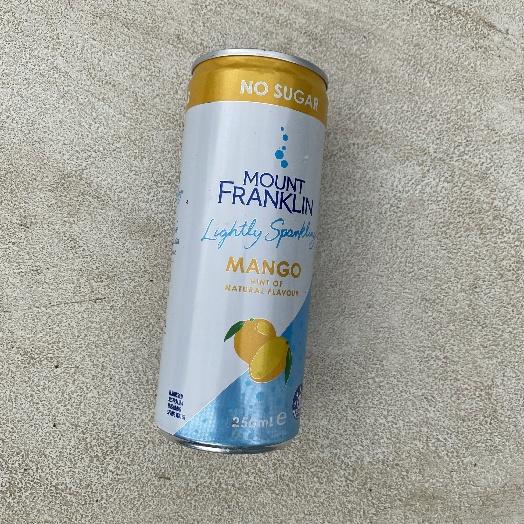 NO SUGAR
MOUNT
FRANKLIN
Lightly Sparkling
MANGO
HINT OF
NATURAL FLAVOUR
250mL e